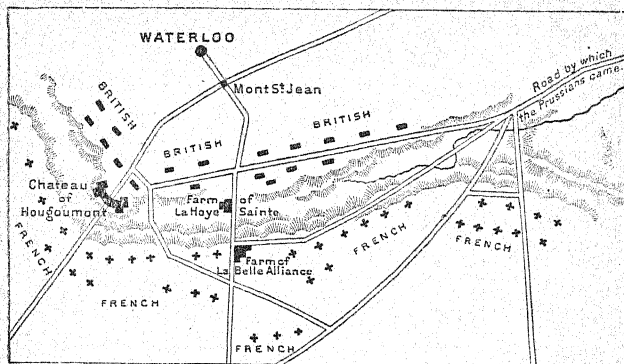 WATERLOO
Road by which
the Prussians came.
Mont St. Jean
BRITISH
BRITISH
BRITISH
Chateau
of
Hougoumont
Farm of
La Haye Sainte
FRENCH
FRENCH
FRENCH
Farm of
La Belle Alliance
FRENCH
FRENCH